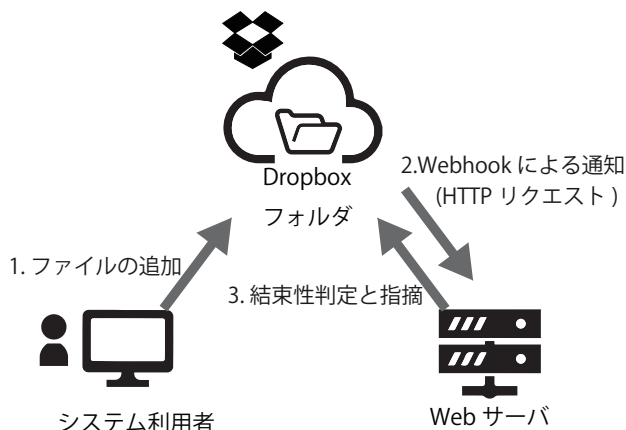 Dropbox
フォルダ
2.Webhook による通知
(HTTP リクエスト )
1. ファイルの追加
3. 結束性判定と指摘
システム利用者
Web サーバ